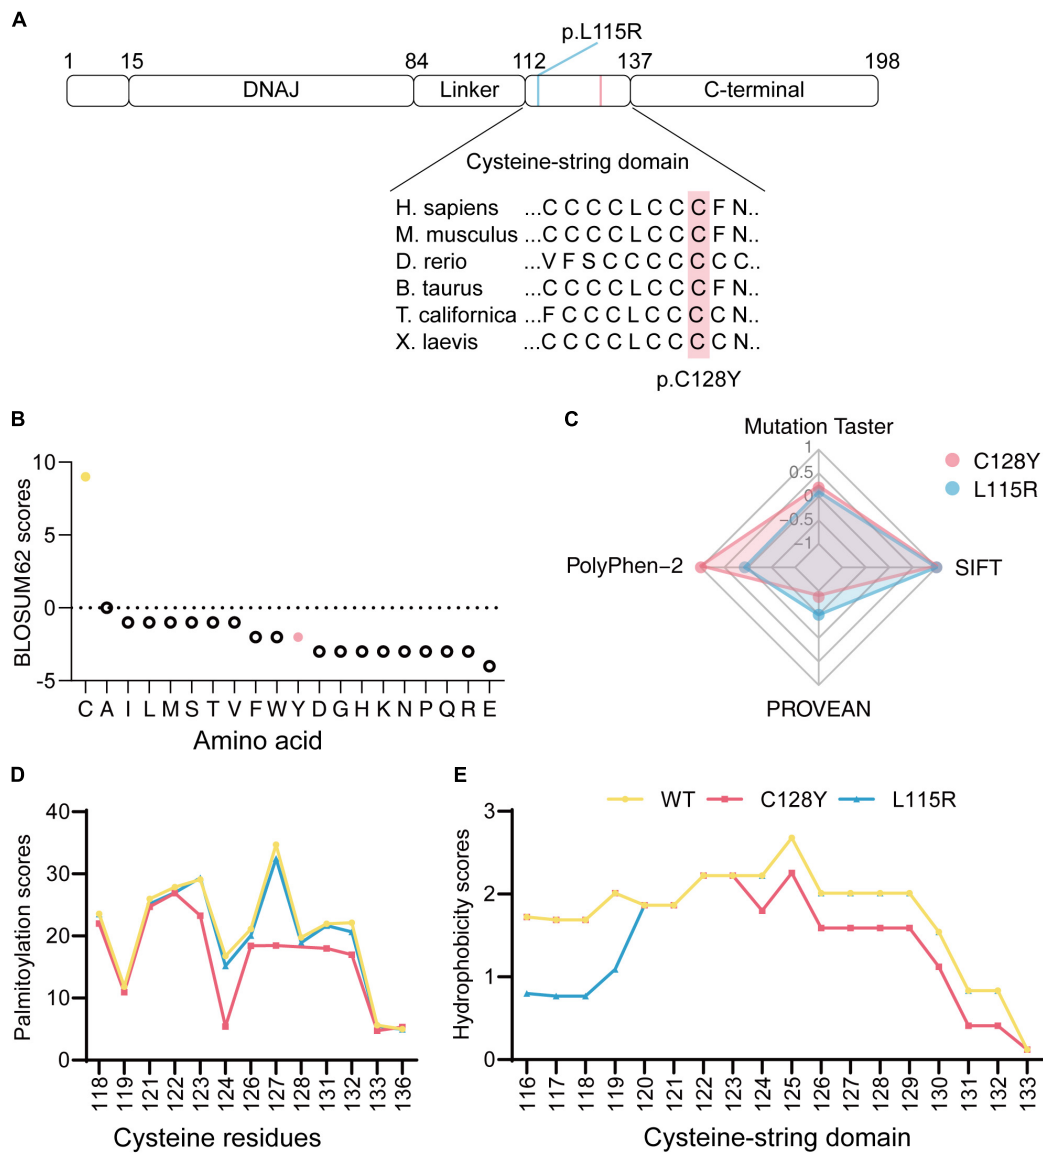 A
p.L115R
1 15 84 112 137 198
DNAJ Linker C-terminal
Cysteine-string domain
H. sapiens ...C C C C L C C C F N..
M. musculus ...C C C C L C C C F N..
D. rerio ...V F S C C C C C C C..
B. taurus ...C C C C L C C C F N..
T. californica ...F C C C L C C C C N..
X. laevis ...C C C C L C C C C N..
p.C128Y
B
BLOSUM62 scores
10
5
0
-5
C A I L M S T V F W Y D G H K N P Q R E
Amino acid
C
Mutation Taster
1
0.5
0
−0.5
−1
PolyPhen−2
SIFT
PROVEAN
C128Y
L115R
D
Palmitoylation scores
40
30
20
10
0
118 119 121 122 123 124 126 127 128 131 132 133 136
Cysteine residues
E
WT C128Y L115R
Hydrophobicity scores
3
2
1
0
116 117 118 119 120 121 122 123 124 125 126 127 128 129 130 131 132 133
Cysteine-string domain